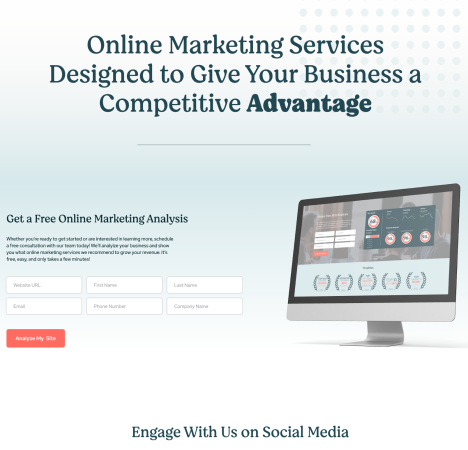 Online Marketing Services
Designed to Give Your Business a
Competitive Advantage
Get a Free Online Marketing Analysis
Whether you're ready to get started or are interested in learning more, schedule
a free consultation with our team today! We'll analyze your business and show
you what online marketing services we recommend to grow your revenue. It's
free, easy, and only takes a few minutes!
Website URL First Name Last Name
Email Phone Number Company Name
Analyze My Site
Engage With Us on Social Media